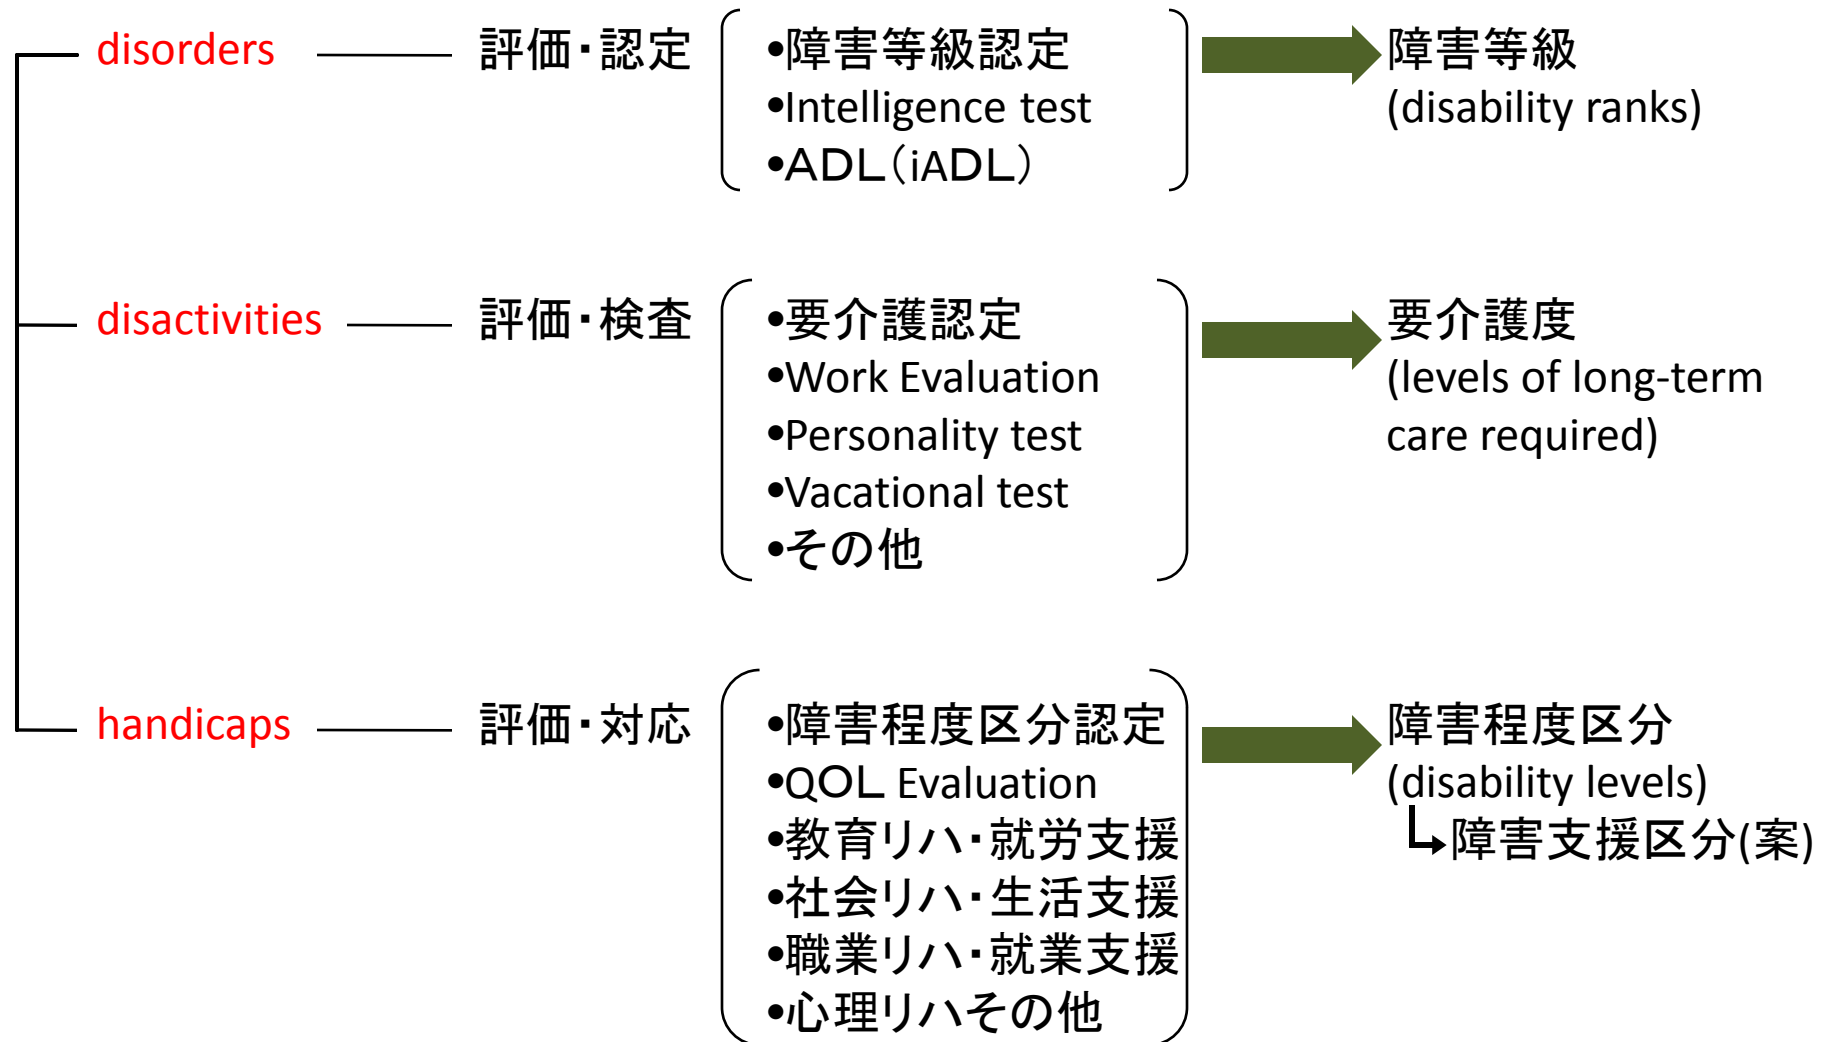 disorders
評価・認定
•障害等級認定
•Intelligence test
•ＡＤＬ（iADL）
障害等級
(disability ranks)
disactivities
評価・検査
•要介護認定
•Work Evaluation
•Personality test
•Vacational test
•その他
要介護度
(levels of long-term
care required)
handicaps
評価・対応
•障害程度区分認定
•QOL Evaluation
•教育リハ・就労支援
•社会リハ・生活支援
•職業リハ・就業支援
•心理リハその他
障害程度区分
(disability levels)
障害支援区分(案)